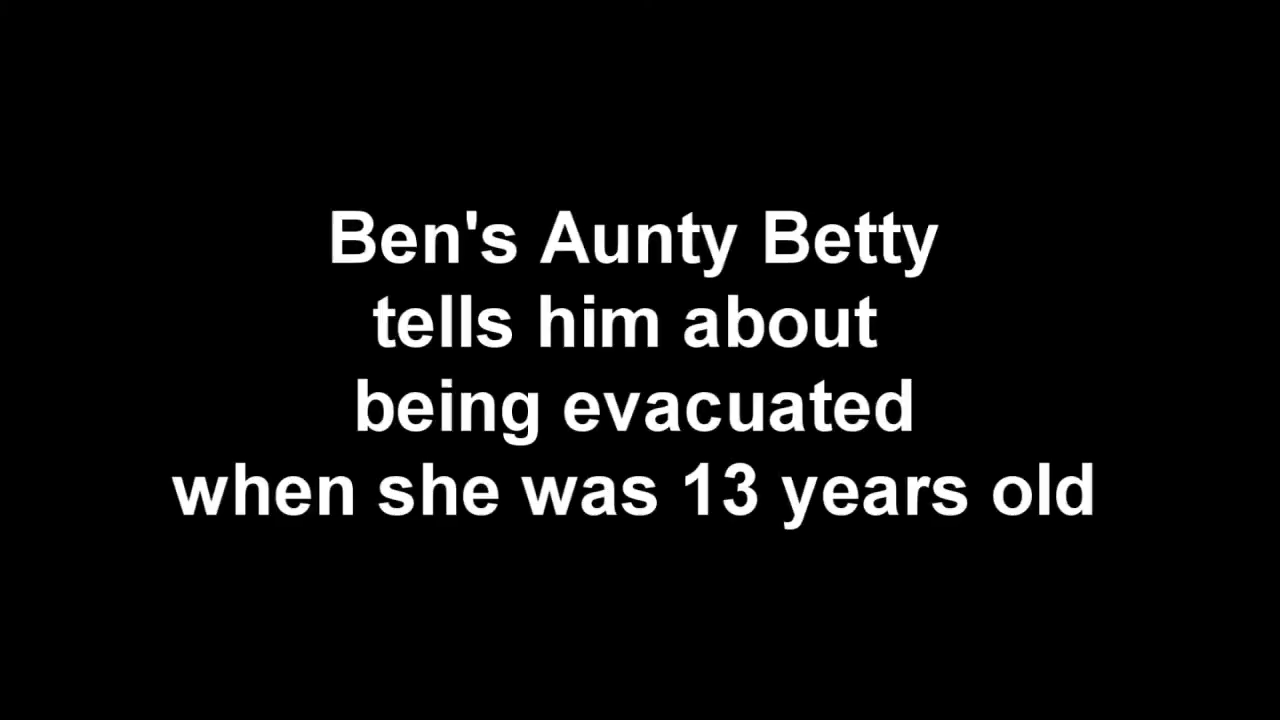 Ben's Aunty Betty
tells him about
being evacuated
when she was 13 years old